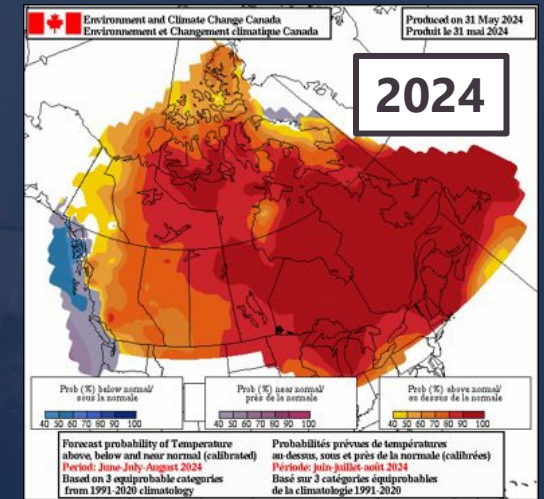 Environment and Climate Change Canada
Environnement et Changement climatique Canada
Produced on 31 May 2024
Produit le 31 mai 2024
2024
Prob (%) below normal/
sous la normale
40 50 60 70 80 90 100
Prob (%) near normal/
près de la normale
40 50 60 70 80 90 100
Prob (%) above normal/
au dessus de la normale
40 50 60 70 80 90 100
Forecast probability of Temperature
above, below and near normal (calibrated)
Period: June-July-August 2024
Based on 3 equiprobable categories
from 1991-2020 climatology
Probabilités prévues de températures
au-dessus, sous et près de la normale (calibrées)
Période: juin-juillet-août 2024
Basé sur 3 catégories équiprobables
de la climatologie 1991-2020